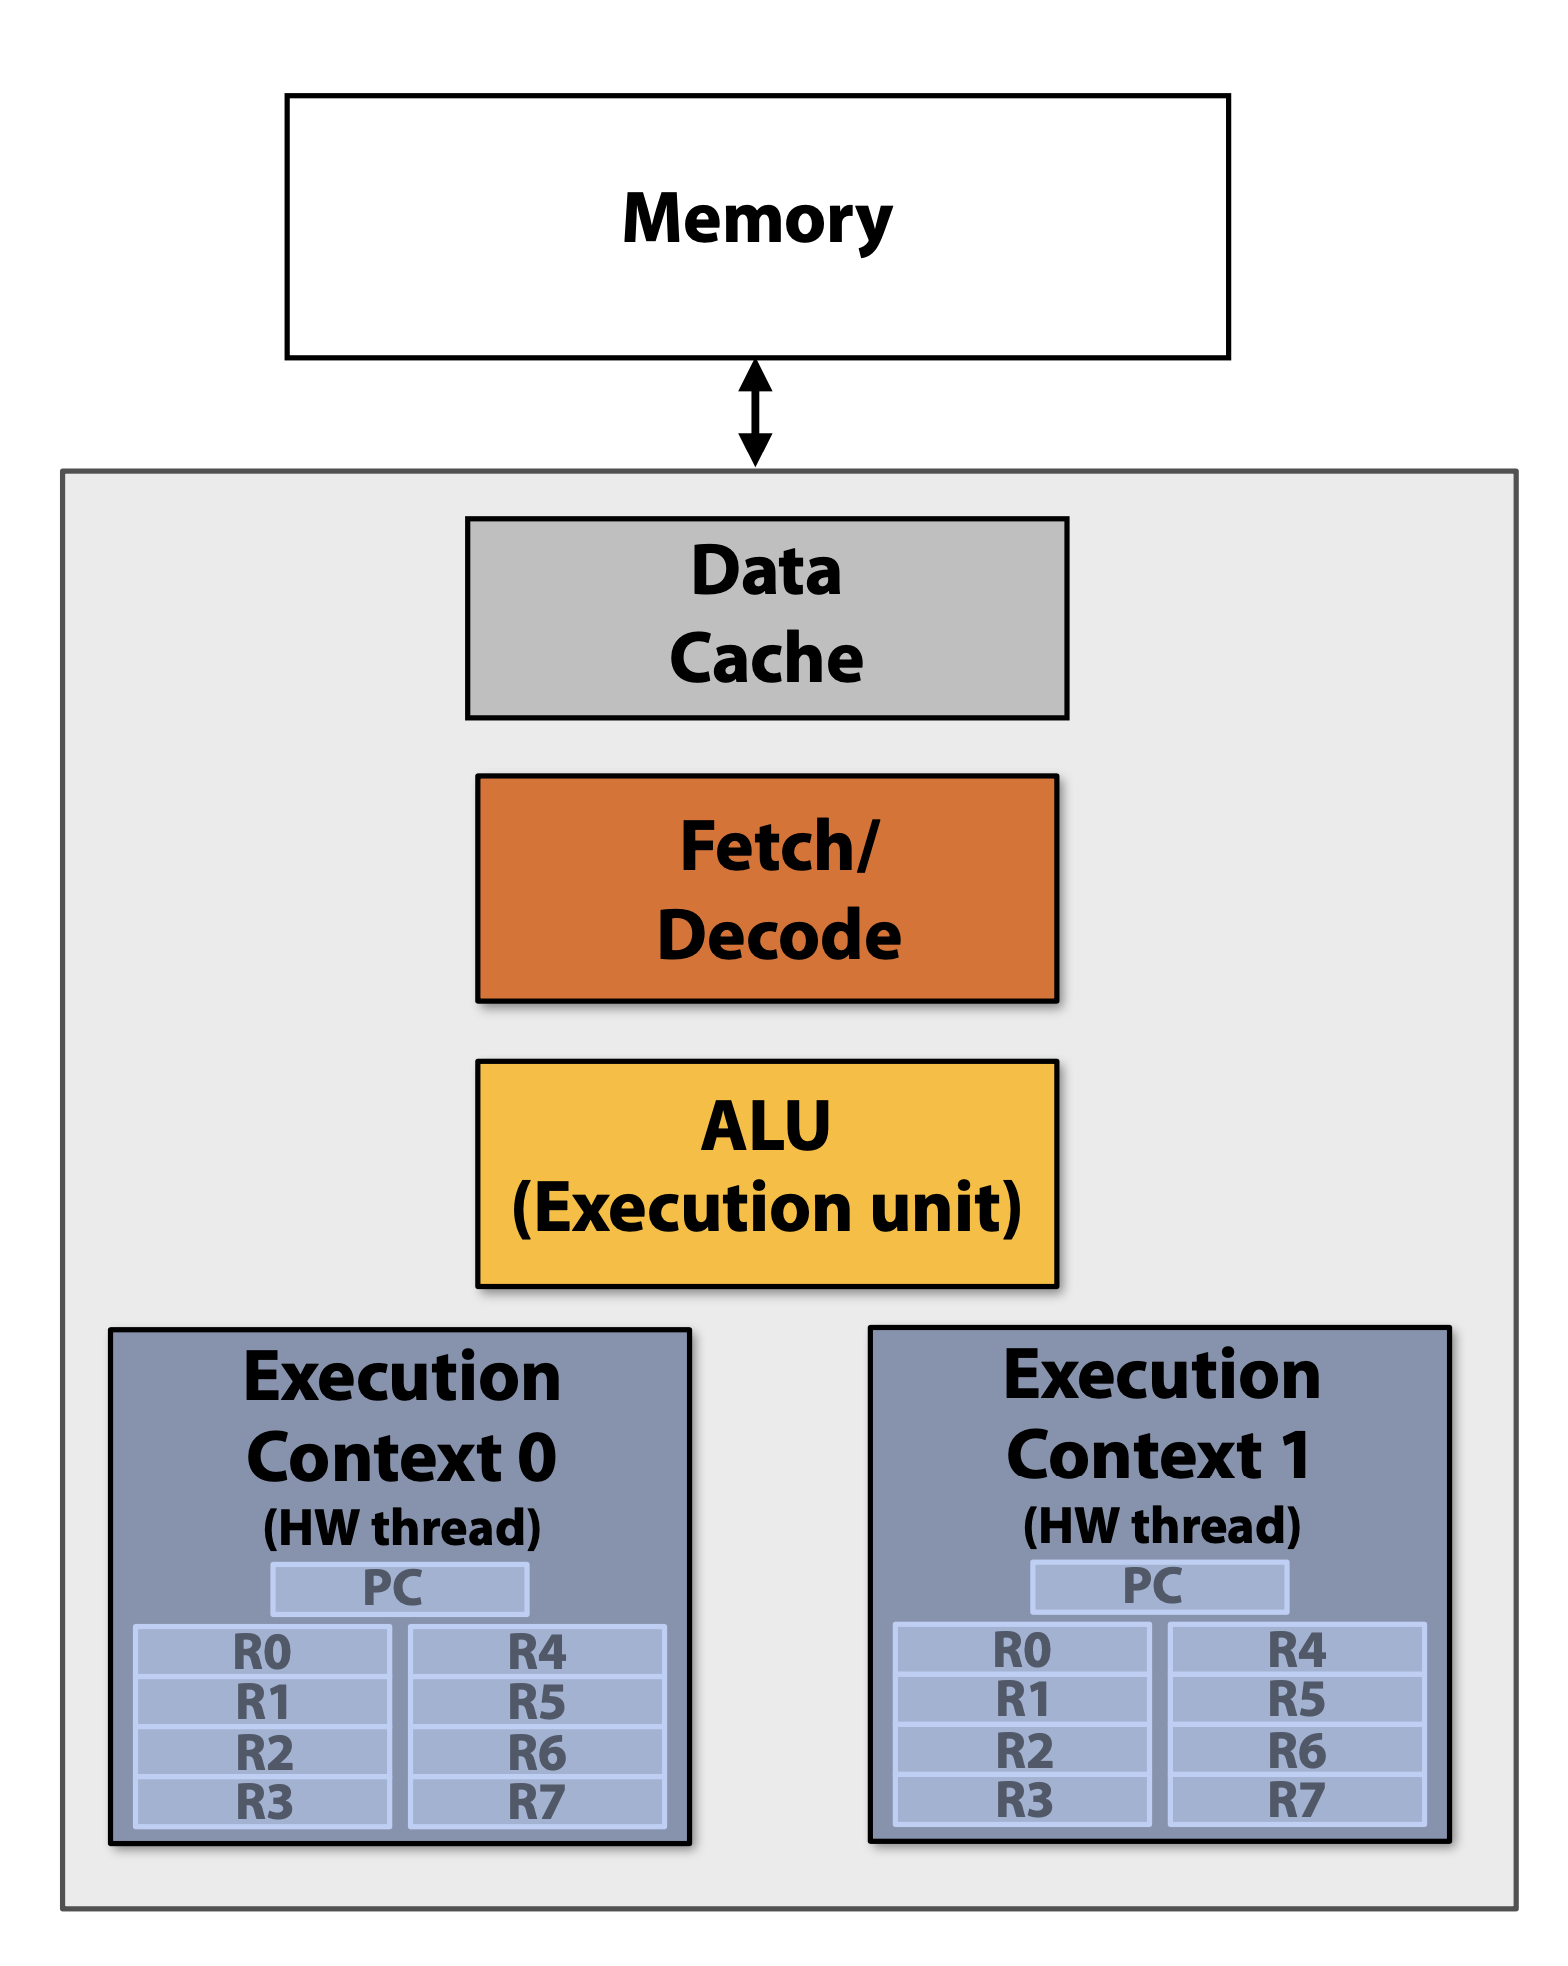 Memory
Data
Cache
Fetch/
Decode
ALU
(Execution unit)
Execution
Context 0
(HW thread)
PC
R0
R1
R2
R3
R4
R5
R6
R7
Execution
Context 1
(HW thread)
PC
R0
R1
R2
R3
R4
R5
R6
R7